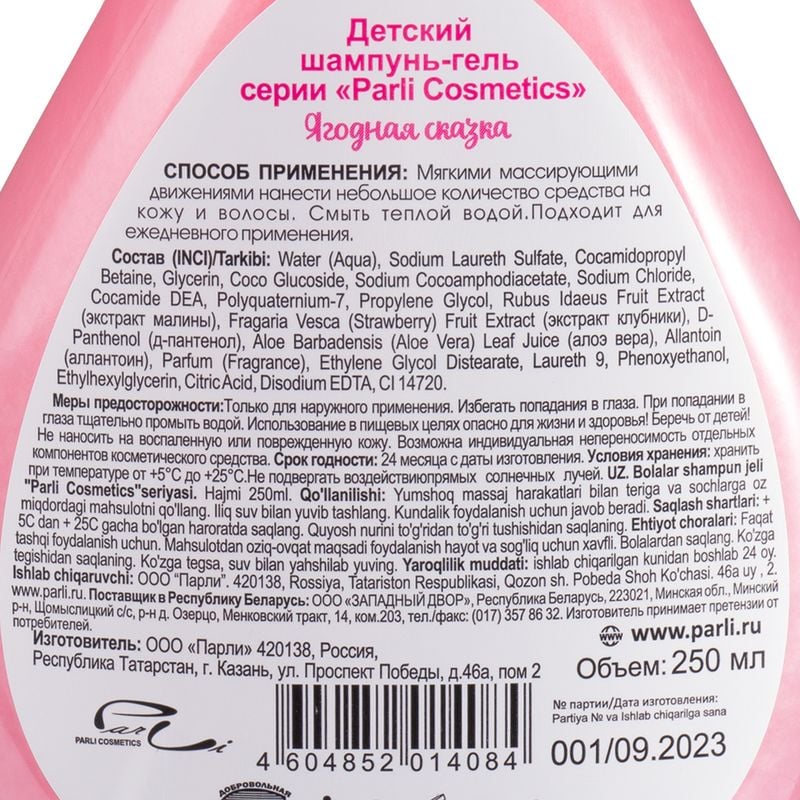 Детский
шампунь-гель
серии «Parli Cosmetics»
Ягодная сказка
СПОСОБ ПРИМЕНЕНИЯ: Мягкими массирующими
движениями нанести небольшое количество средства на
кожу и волосы. Смыть теплой водой.Подходит для
ежедневного применения.
Состав (INCI)/Tarkibi: Water (Aqua), Sodium Laureth Sulfate, Cocamidopropyl
Betaine, Glycerin, Coco Glucoside, Sodium Cocoamphodiacetate, Sodium Chloride,
Cocamide DEA, Polyquaternium-7, Propylene Glycol, Rubus Idaeus Fruit Extract
(экстракт малины), Fragaria Vesca (Strawberry) Fruit Extract (экстракт клубники), D-
Panthenol (д-пантенол), Aloe Barbadensis (Aloe Vera) Leaf Juice (алоэ вера), Allantoin
(аллантоин), Parfum (Fragrance), Ethylene Glycol Distearate, Laureth 9, Phenoxyethanol,
Ethylhexylglycerin, Citric Acid, Disodium EDTA, CI 14720.
Меры предосторожности:Только для наружного применения. Избегать попадания в глаза. При попадании в
глаза тщательно промыть водой. Использование в пищевых целях опасно для жизни и здоровья! Беречь от детей!
Не наносить на воспаленную или поврежденную кожу. Возможна индивидуальная непереносимость отдельных
компонентов косметического средства. Срок годности: 24 месяца с даты изготовления. Условия хранения: хранить
при температуре от +5°С до +25°С.Не подвергать воздействиюпрямых солнечных лучей. UZ. Bolalar shampun jeli
"Parli Cosmetics"seriyasi. Hajmi 250ml. Qo'llanilishi: Yumshoq massaj harakatlari bilan teriga va sochlarga oz
miqdordagi mahsulotni qo'llang. Iliq suv bilan yuvib tashlang. Kundalik foydalanish uchun javob beradi. Saqlash shartlari: +
5C dan + 25C gacha bo'lgan haroratda saqlang. Quyosh nurini to'g'ridan to'g'ri tushishidan saqlaning. Ehtiyot choralari: Faqat
tashqi foydalanish uchun. Mahsulotdan oziq-ovqat maqsadi foydalanish hayot va sog'liq uchun xavfli. Bolalardan saqlang. Ko'zga
tegishidan saqlaning. Ko'zga tegsa, suv bilan yahshilab yuving. Yaroqlilik muddati: ishlab chiqarilgan kunidan boshlab 24 oy.
Ishlab chiqaruvchi: ООО "Парли". 420138, Rossiya, Tatariston Respublikasi, Qozon sh. Pobeda Shoh Ko'chasi. 46a uy , 2.
www.parli.ru Поставщик в Республику Беларусь: ООО «ЗАПАДНЫЙ ДВОР», Республика Беларусь, 223021, Минская обл., Минский
р-н, Щомыслицкий с/с, р-н д. Озерцо, Менковский тракт, 14, ком.203, тел./факс: (017) 357 86 32. Изготовитель принимает претензии от
потребителей.
www.parli.ru
Изготовитель: ООО «Парли» 420138, Россия,
Республика Татарстан, г. Казань, ул. Проспект Победы, д.46а, пом 2
Объем: 250 мл
Parli
PARLI COSMETICS
4 604852 014084
№ партии/Дата изготовления:
Partiya № va Ishlab chiqarilga sana
001/09.2023
ДОБРОВОЛЬНАЯ